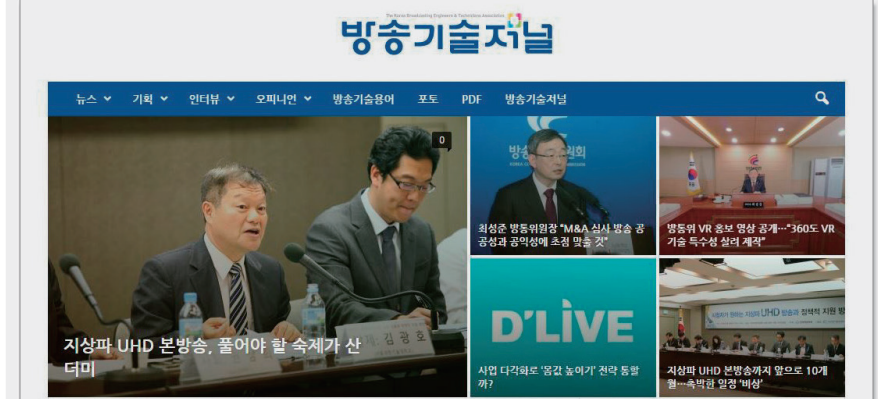 The Korea Broadcasting Engineers & Technicians Association
방송기술저널
뉴스 기획 인터뷰 오피니언 방송기술용어 포토 PDF 방송기술저널
0
지상파 UHD 본방송, 풀어야 할 숙제가 산
더미
김광호
최성준 방통위원장 “M&A 심사 방송 공
공성과 공익성에 초점 맞출 것”
방통위 VR 홍보 영상 공개…“360도 VR
기술 특수성 살려 제작”
D'LIVE
사업 다각화로 ‘몸값 높이기’ 전략 통할
까?
지상파 UHD 본방송까지 앞으로 10개
월…촉박한 일정 ‘비상’